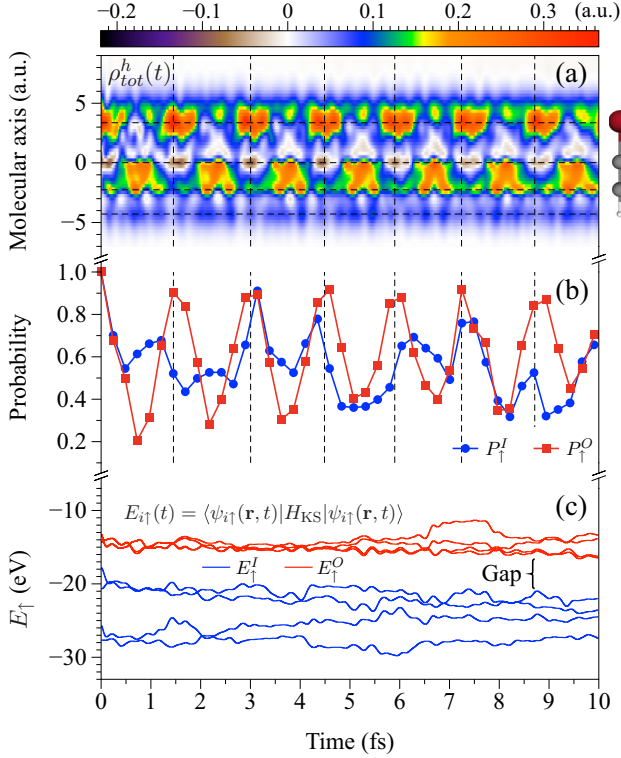 −0.2 −0.1 0 0.1 0.2 0.3 (a.u.)
ρ^h_tot(t) (a)
Molecular axis (a.u.)
5
0
−5
(b)
Probability
1.0
0.8
0.6
0.4
0.2
P^I_↑ P^O_↑
(c)
E_i↑(t) = ⟨ψ_i↑(r, t)|H_KS|ψ_i↑(r, t)⟩
E_↑ (eV)
−10
−20
−30
E^I_↑ E^O_↑
Gap
0 1 2 3 4 5 6 7 8 9 10
Time (fs)